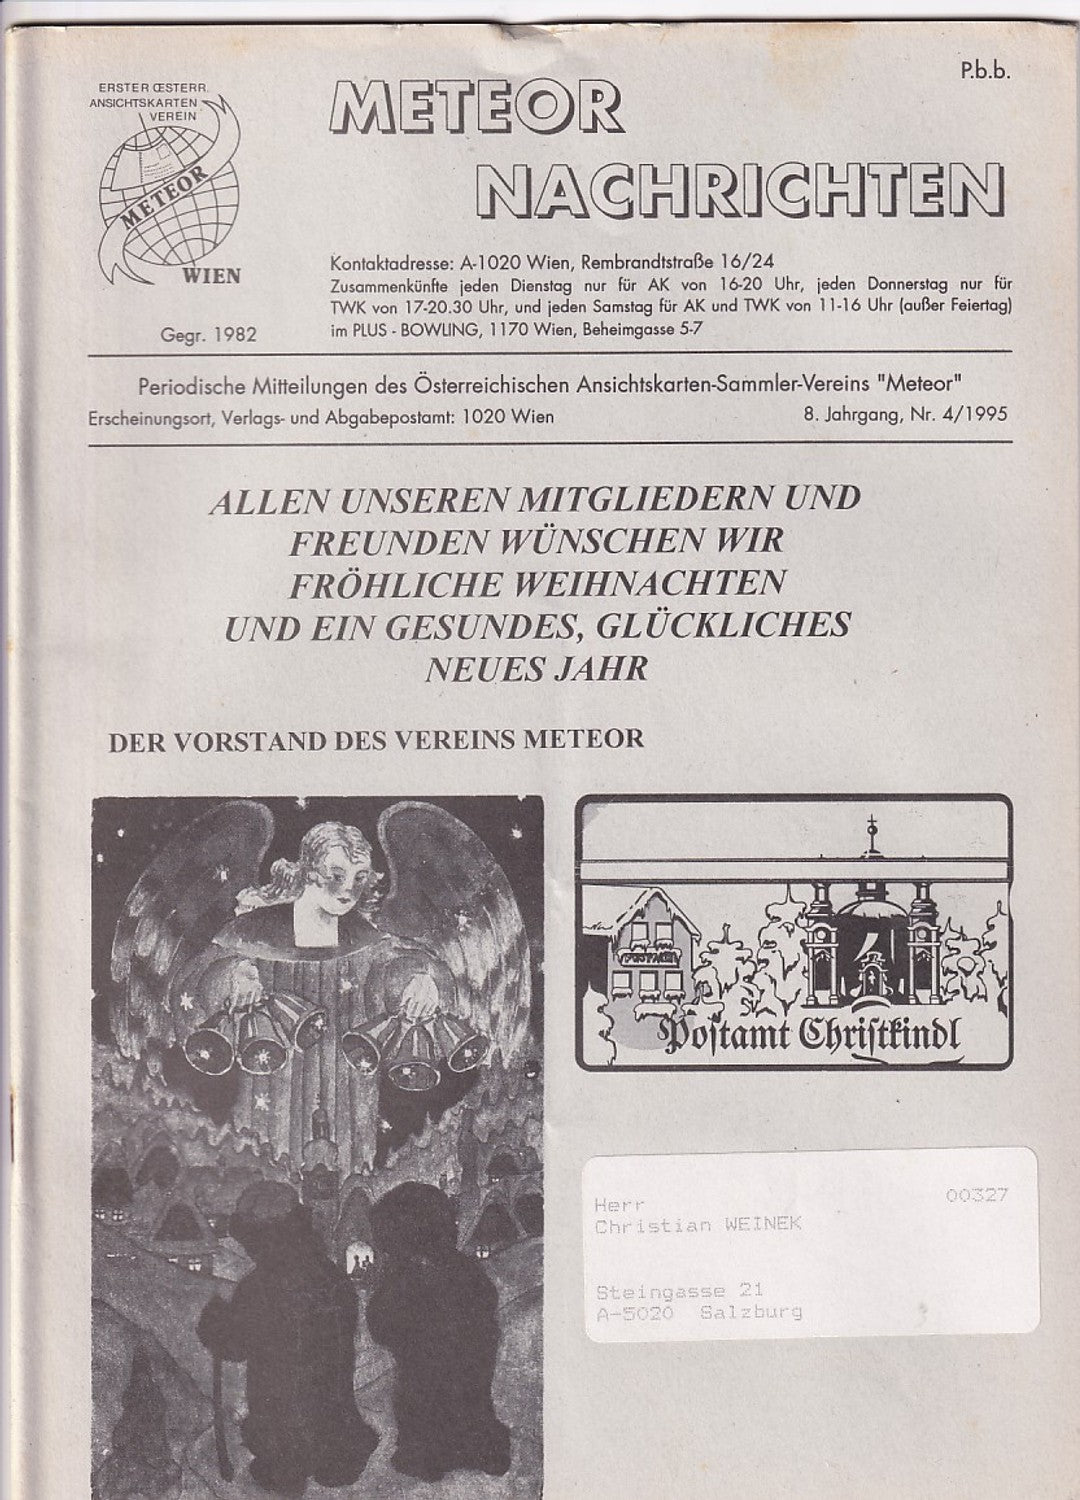 P.b.b.
ERSTER ŒSTERR.
ANSICHTSKARTEN
VEREIN
METEOR
WIEN
Gegr. 1982
METEOR
NACHRICHTEN
Kontaktadresse: A-1020 Wien, Rembrandtstraße 16/24
Zusammenkünfte jeden Dienstag nur für AK von 16-20 Uhr, jeden Donnerstag nur für
TWK von 17-20.30 Uhr, und jeden Samstag für AK und TWK von 11-16 Uhr (außer Feiertag)
im PLUS - BOWLING, 1170 Wien, Beheimgasse 5-7
Periodische Mitteilungen des Österreichischen Ansichtskarten-Sammler-Vereins "Meteor"
Erscheinungsort, Verlags- und Abgabepostamt: 1020 Wien
8. Jahrgang, Nr. 4/1995
ALLEN UNSEREN MITGLIEDERN UND
FREUNDEN WÜNSCHEN WIR
FRÖHLICHE WEIHNACHTEN
UND EIN GESUNDES, GLÜCKLICHES
NEUES JAHR
DER VORSTAND DES VEREINS METEOR
POSTAMT
Postamt Christkindl
00327
Herr
Christian WEINEK
Steingasse 21
A-5020 Salzburg